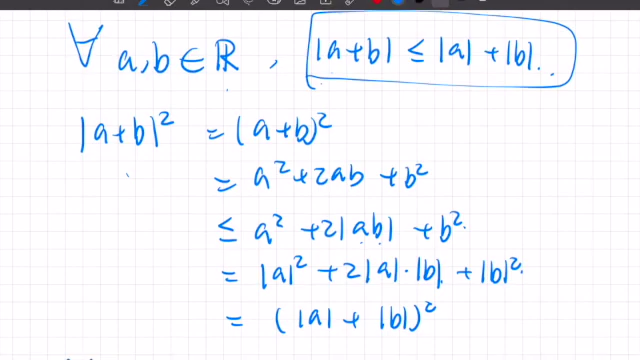 ∀ a,b ∈ ℝ, |a+b| ≤ |a| + |b|.
|a+b|² = (a+b)²
= a² + 2ab + b²
≤ a² + 2|ab| + b²
= |a|² + 2|a|·|b| + |b|²
= (|a| + |b|)²